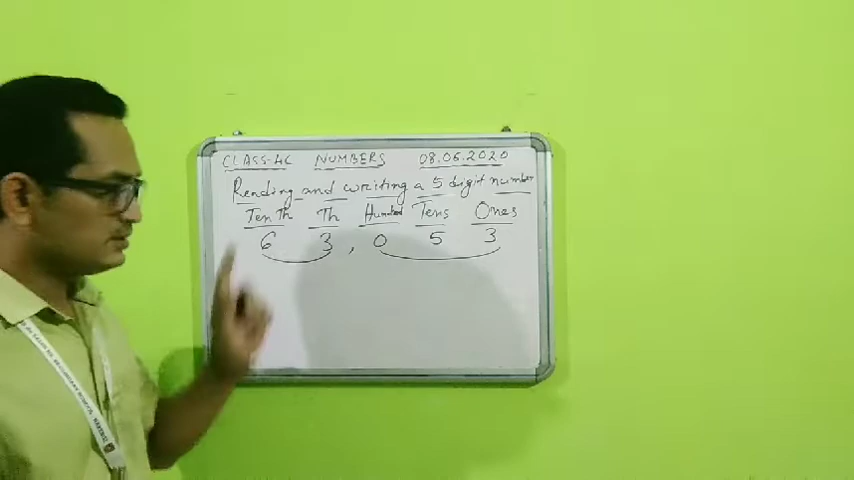 CLASS-4C NUMBERS 08.06.2020
Reading and writing a 5 digit number
Ten Th Th Hundred Tens Ones
6 3 , 0 5 3